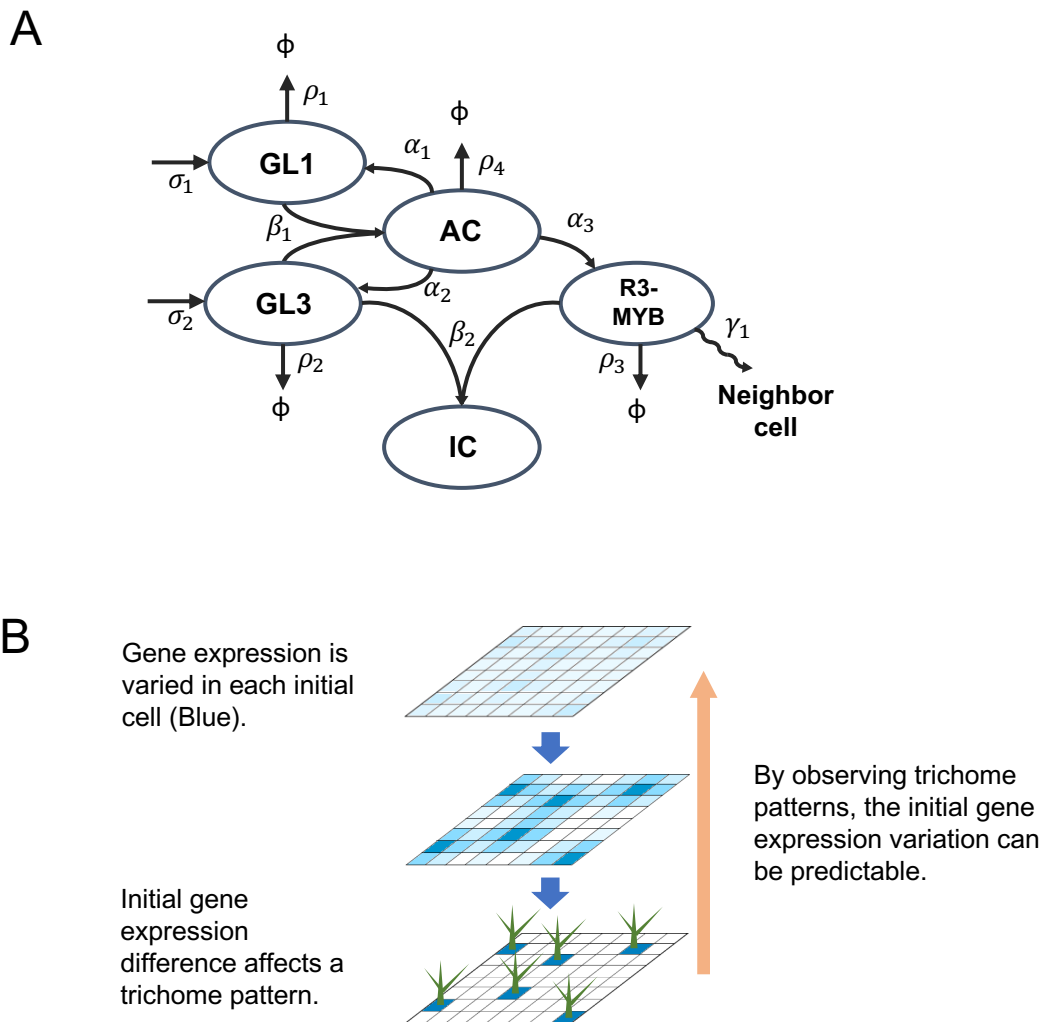 A
ϕ
ρ₁
ϕ
α₁
ρ₄
GL1
σ₁
β₁
AC
α₃
α₂
GL3
σ₂
β₂
R3-
MYB
γ₁
ρ₂
ρ₃
ϕ
ϕ
Neighbor
cell
IC
B
Gene expression is
varied in each initial
cell (Blue).
By observing trichome
patterns, the initial gene
expression variation can
be predictable.
Initial gene
expression
difference affects a
trichome pattern.